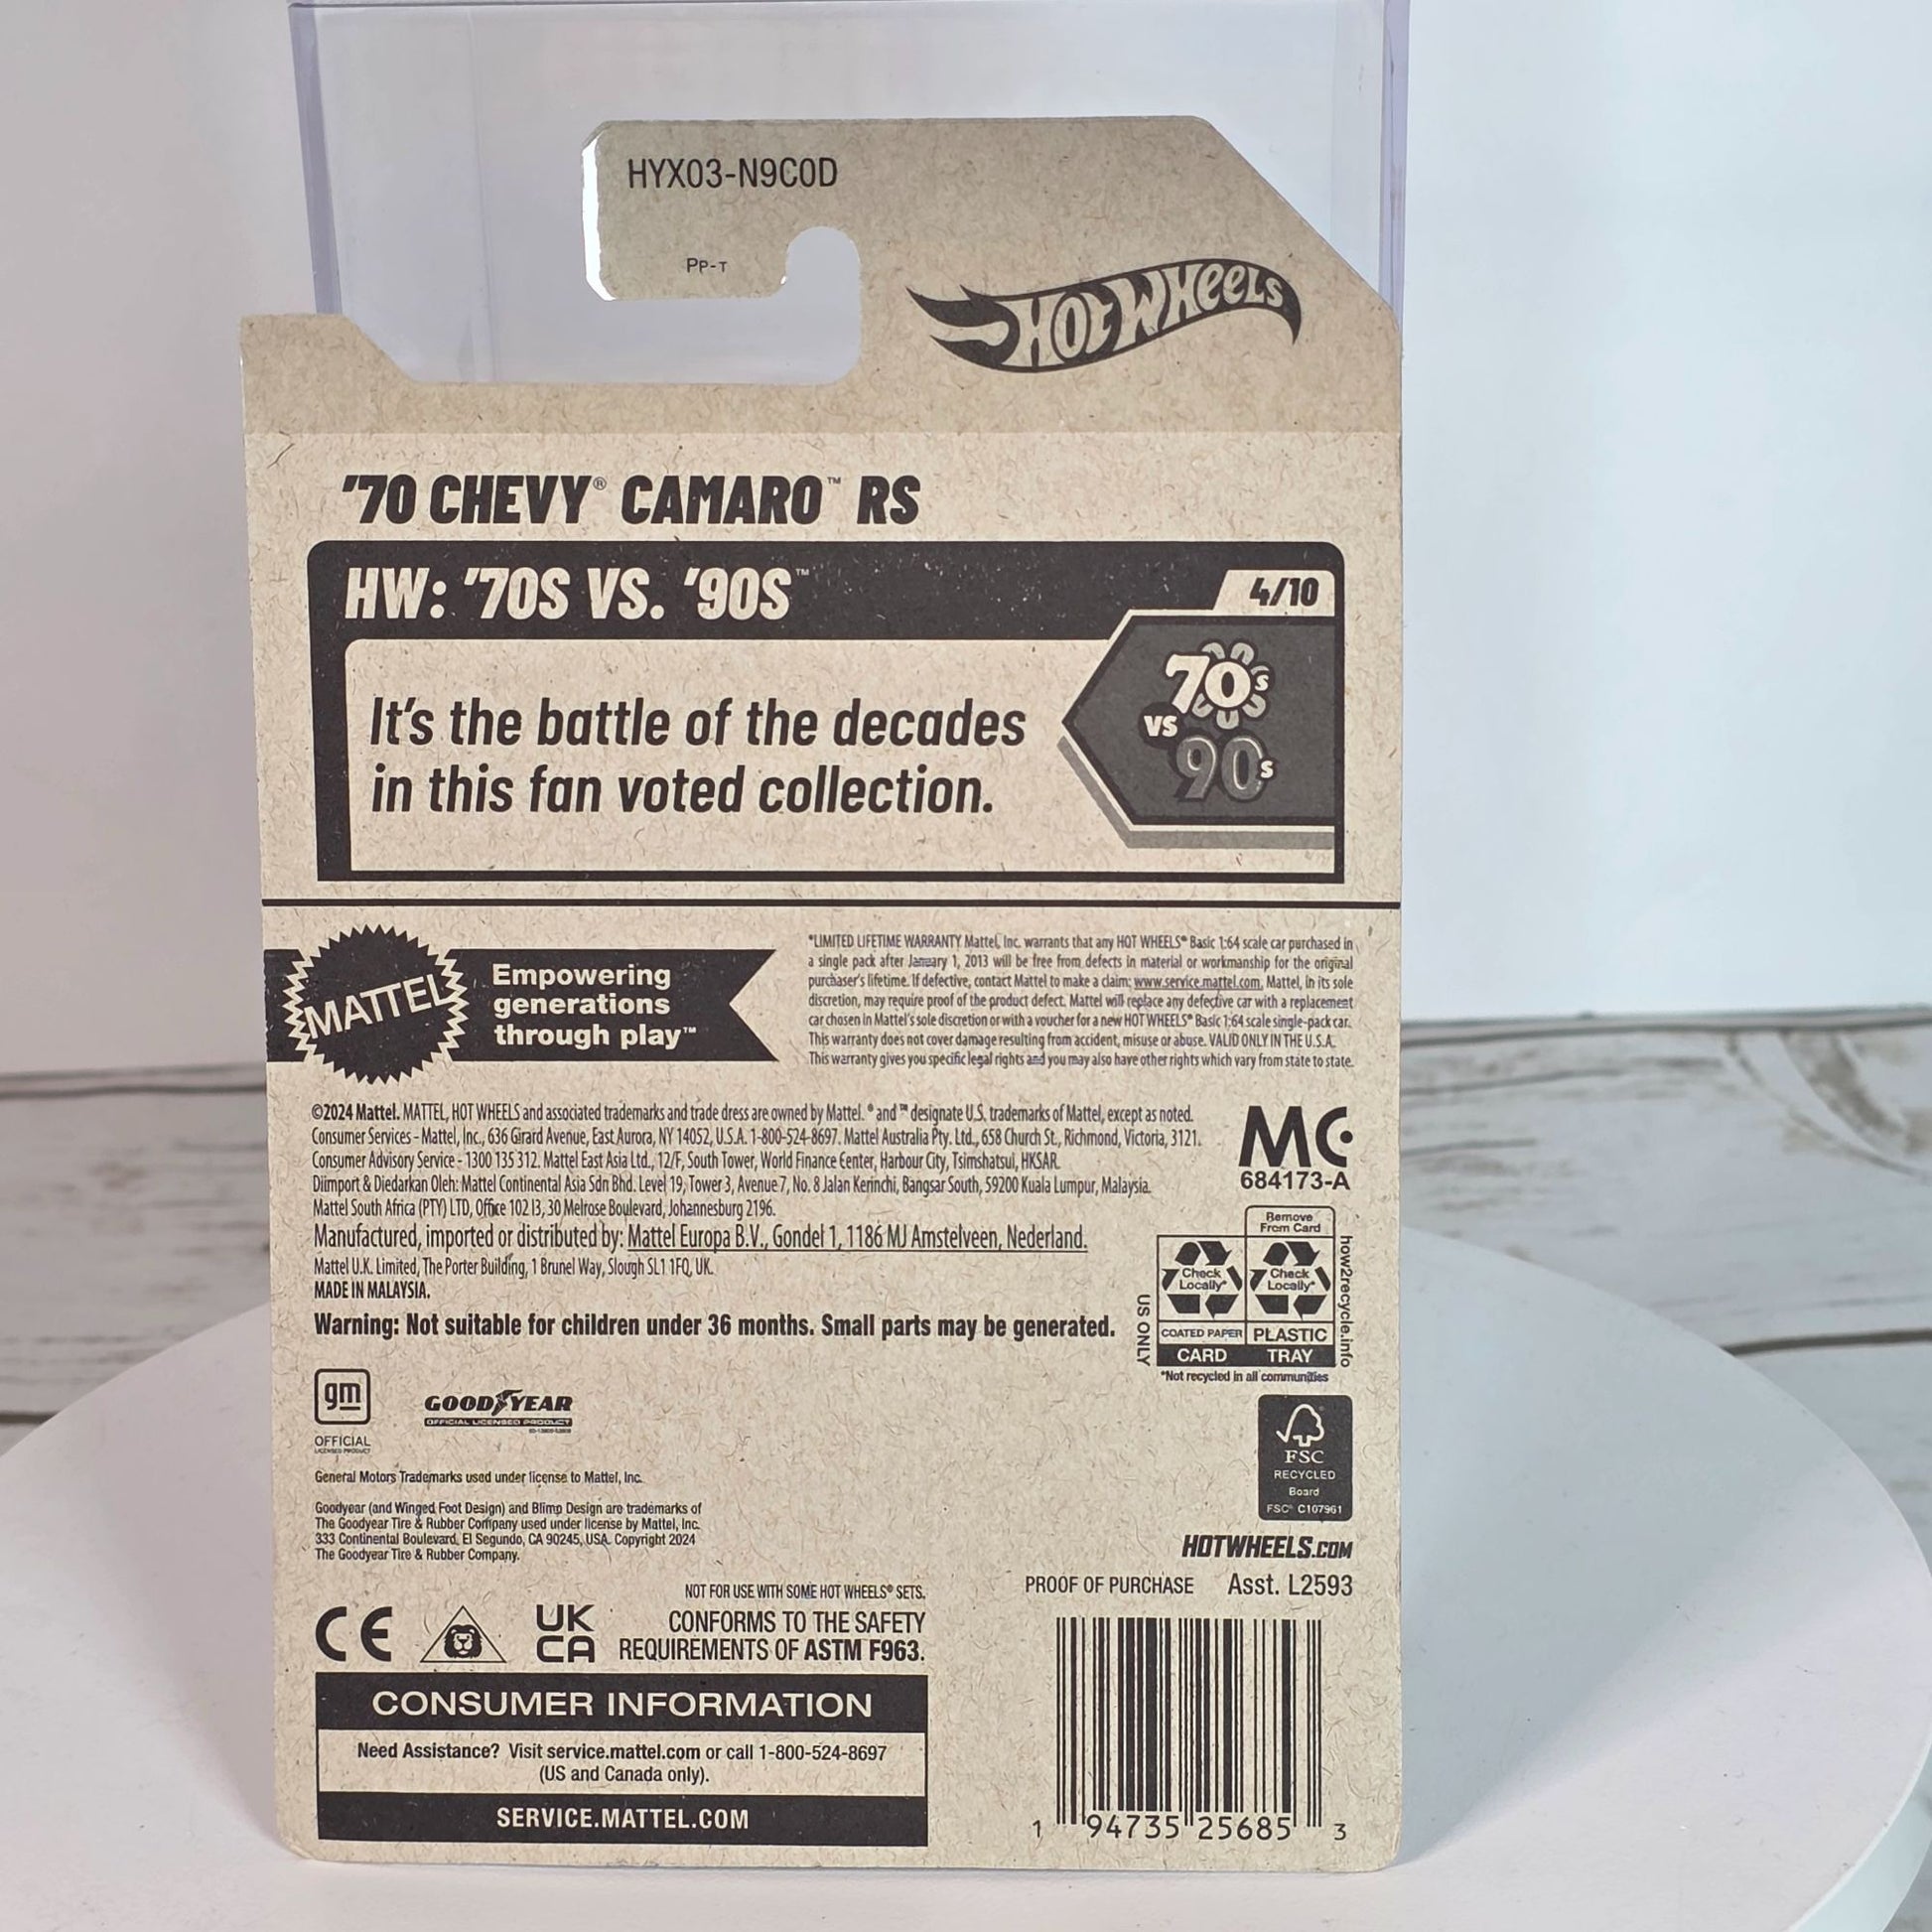 HYX03-N9C0D
PP-T
HOT WHEELS
'70 CHEVY® CAMARO™ RS
HW: '70S VS. '90S™
4/10
70s
VS
90s
It's the battle of the decades
in this fan voted collection.
MATTEL
Empowering
generations
through play™
*LIMITED LIFETIME WARRANTY Mattel, Inc. warrants that any HOT WHEELS® Basic 1:64 scale car purchased in
a single pack after January 1, 2013 will be free from defects in material or workmanship for the original
purchaser's lifetime. If defective, contact Mattel to make a claim: www.service.mattel.com. Mattel, in its sole
discretion, may require proof of the product defect. Mattel will replace any defective car with a replacement
car chosen in Mattel's sole discretion or with a voucher for a new HOT WHEELS® Basic 1:64 scale single-pack car.
This warranty does not cover damage resulting from accident, misuse or abuse. VALID ONLY IN THE U.S.A.
This warranty gives you specific legal rights and you may also have other rights which vary from state to state.
©2024 Mattel. MATTEL, HOT WHEELS and associated trademarks and trade dress are owned by Mattel. ® and ™ designate U.S. trademarks of Mattel, except as noted.
Consumer Services - Mattel, Inc., 636 Girard Avenue, East Aurora, NY 14052, U.S.A. 1-800-524-8697. Mattel Australia Pty. Ltd., 658 Church St., Richmond, Victoria, 3121.
Consumer Advisory Service - 1300 135 312. Mattel East Asia Ltd., 12/F, South Tower, World Finance Center, Harbour City, Tsimshatsui, HKSAR.
Diimport & Diedarkan Oleh: Mattel Continental Asia Sdn Bhd. Level 19, Tower 3, Avenue 7, No. 8 Jalan Kerinchi, Bangsar South, 59200 Kuala Lumpur, Malaysia.
Mattel South Africa (PTY) LTD, Office 102 I3, 30 Melrose Boulevard, Johannesburg 2196.
Manufactured, imported or distributed by: Mattel Europa B.V., Gondel 1, 1186 MJ Amstelveen, Nederland.
Mattel U.K. Limited, The Porter Building, 1 Brunel Way, Slough SL1 1FQ, UK.
MADE IN MALAYSIA.
Warning: Not suitable for children under 36 months. Small parts may be generated.
MC
684173-A
Remove
From Card
Check
Locally*
Check
Locally*
COATED PAPER
PLASTIC
CARD
TRAY
US ONLY
how2recycle.info
*Not recycled in all communities
gm
OFFICIAL
LICENSED PRODUCT
GOODYEAR
OFFICIAL LICENSED PRODUCT
General Motors Trademarks used under license to Mattel, Inc.
Goodyear (and Winged Foot Design) and Blimp Design are trademarks of
The Goodyear Tire & Rubber Company used under license by Mattel, Inc.
333 Continental Boulevard, El Segundo, CA 90245, USA. Copyright 2024
The Goodyear Tire & Rubber Company.
FSC
RECYCLED
Board
FSC® C107961
HOTWHEELS.COM
PROOF OF PURCHASE Asst. L2593
NOT FOR USE WITH SOME HOT WHEELS® SETS.
CE
UK
CA
CONFORMS TO THE SAFETY
REQUIREMENTS OF ASTM F963.
CONSUMER INFORMATION
Need Assistance? Visit service.mattel.com or call 1-800-524-8697
(US and Canada only).
SERVICE.MATTEL.COM
1 94735 25685 3